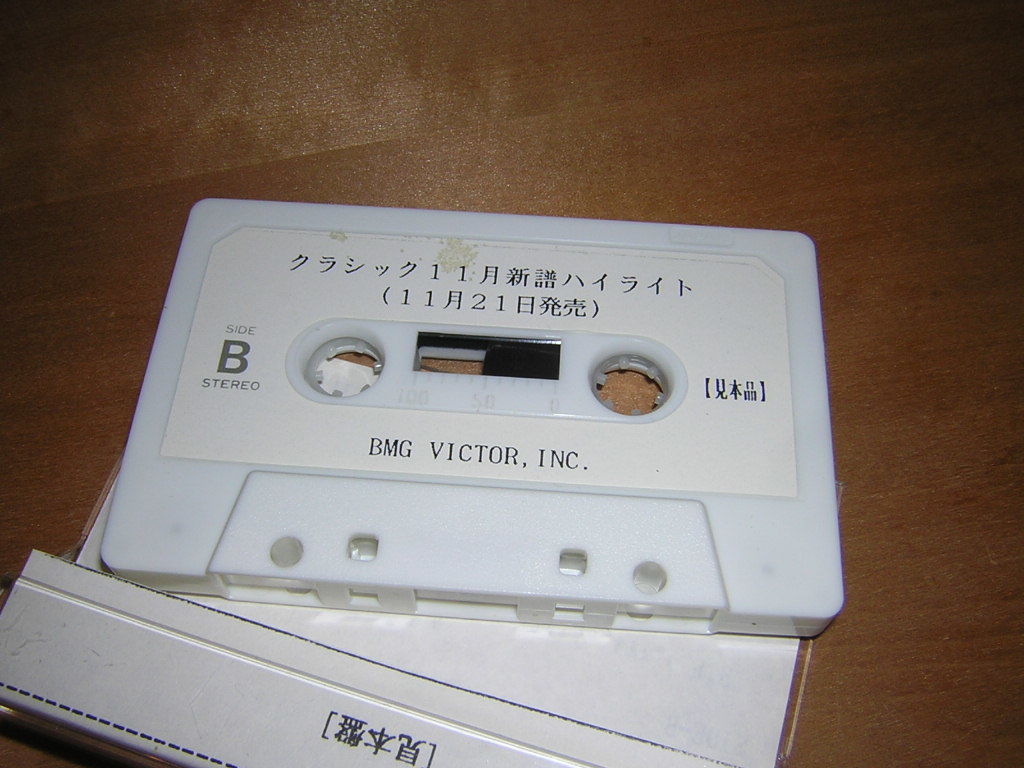 クラシック１１月新譜ハイライト
(１１月２１日発売)
SIDE
B
STEREO
100 50 0
【見本品】
BMG VICTOR, INC.
[見本盤]